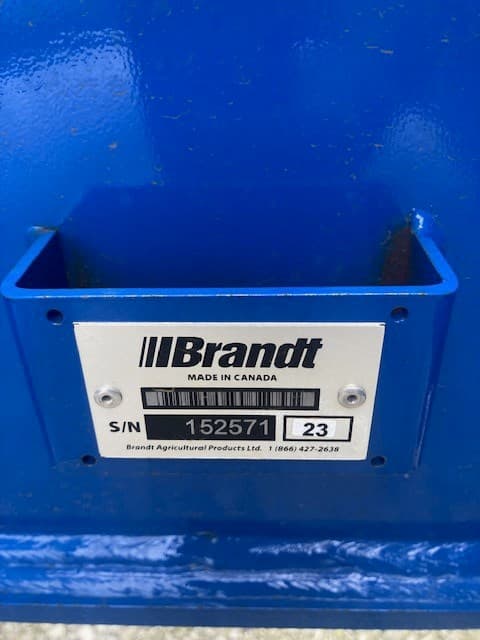 Brandt
MADE IN CANADA
S/N 152571 23
Brandt Agricultural Products Ltd. 1 (866) 427-2638